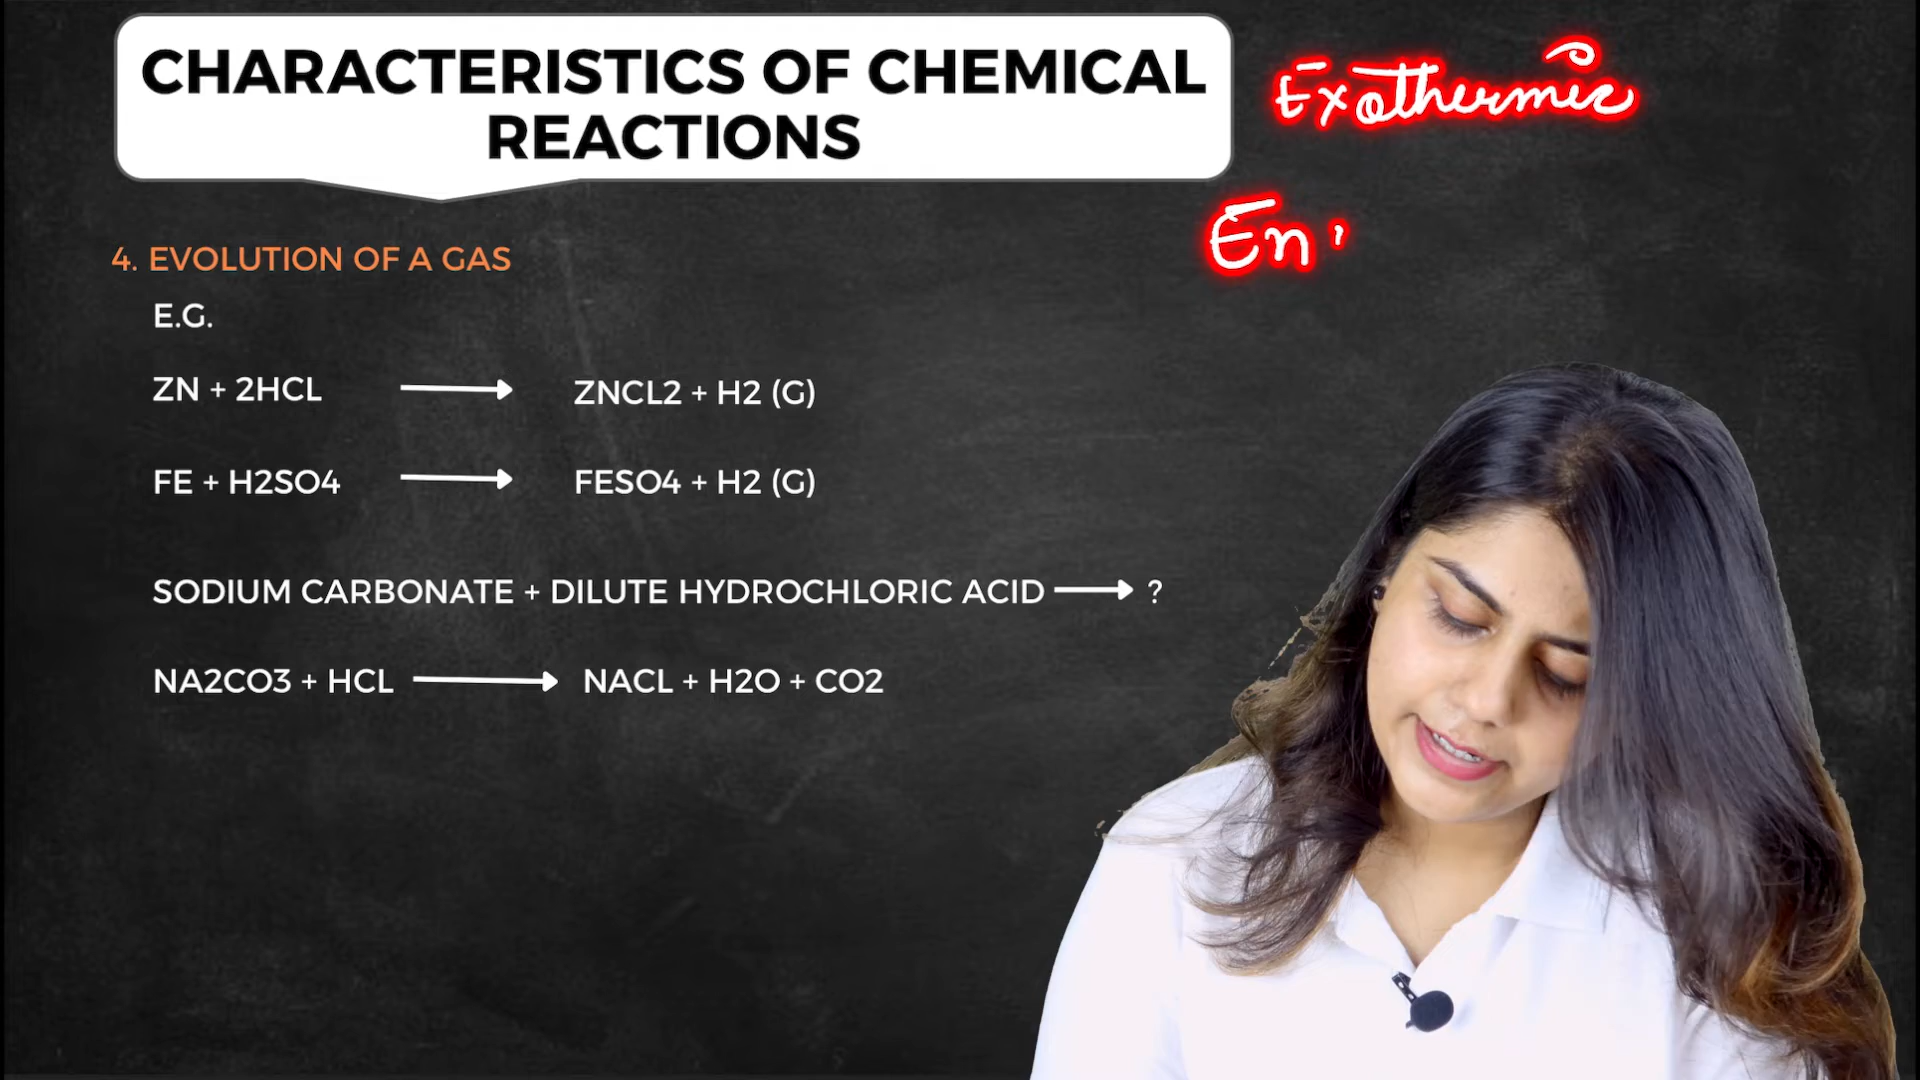 CHARACTERISTICS OF CHEMICAL
REACTIONS
Exothermic
En
4. EVOLUTION OF A GAS
E.G.
ZN + 2HCL ⟶ ZNCL2 + H2 (G)
FE + H2SO4 ⟶ FESO4 + H2 (G)
SODIUM CARBONATE + DILUTE HYDROCHLORIC ACID ⟶ ?
NA2CO3 + HCL ⟶ NACL + H2O + CO2